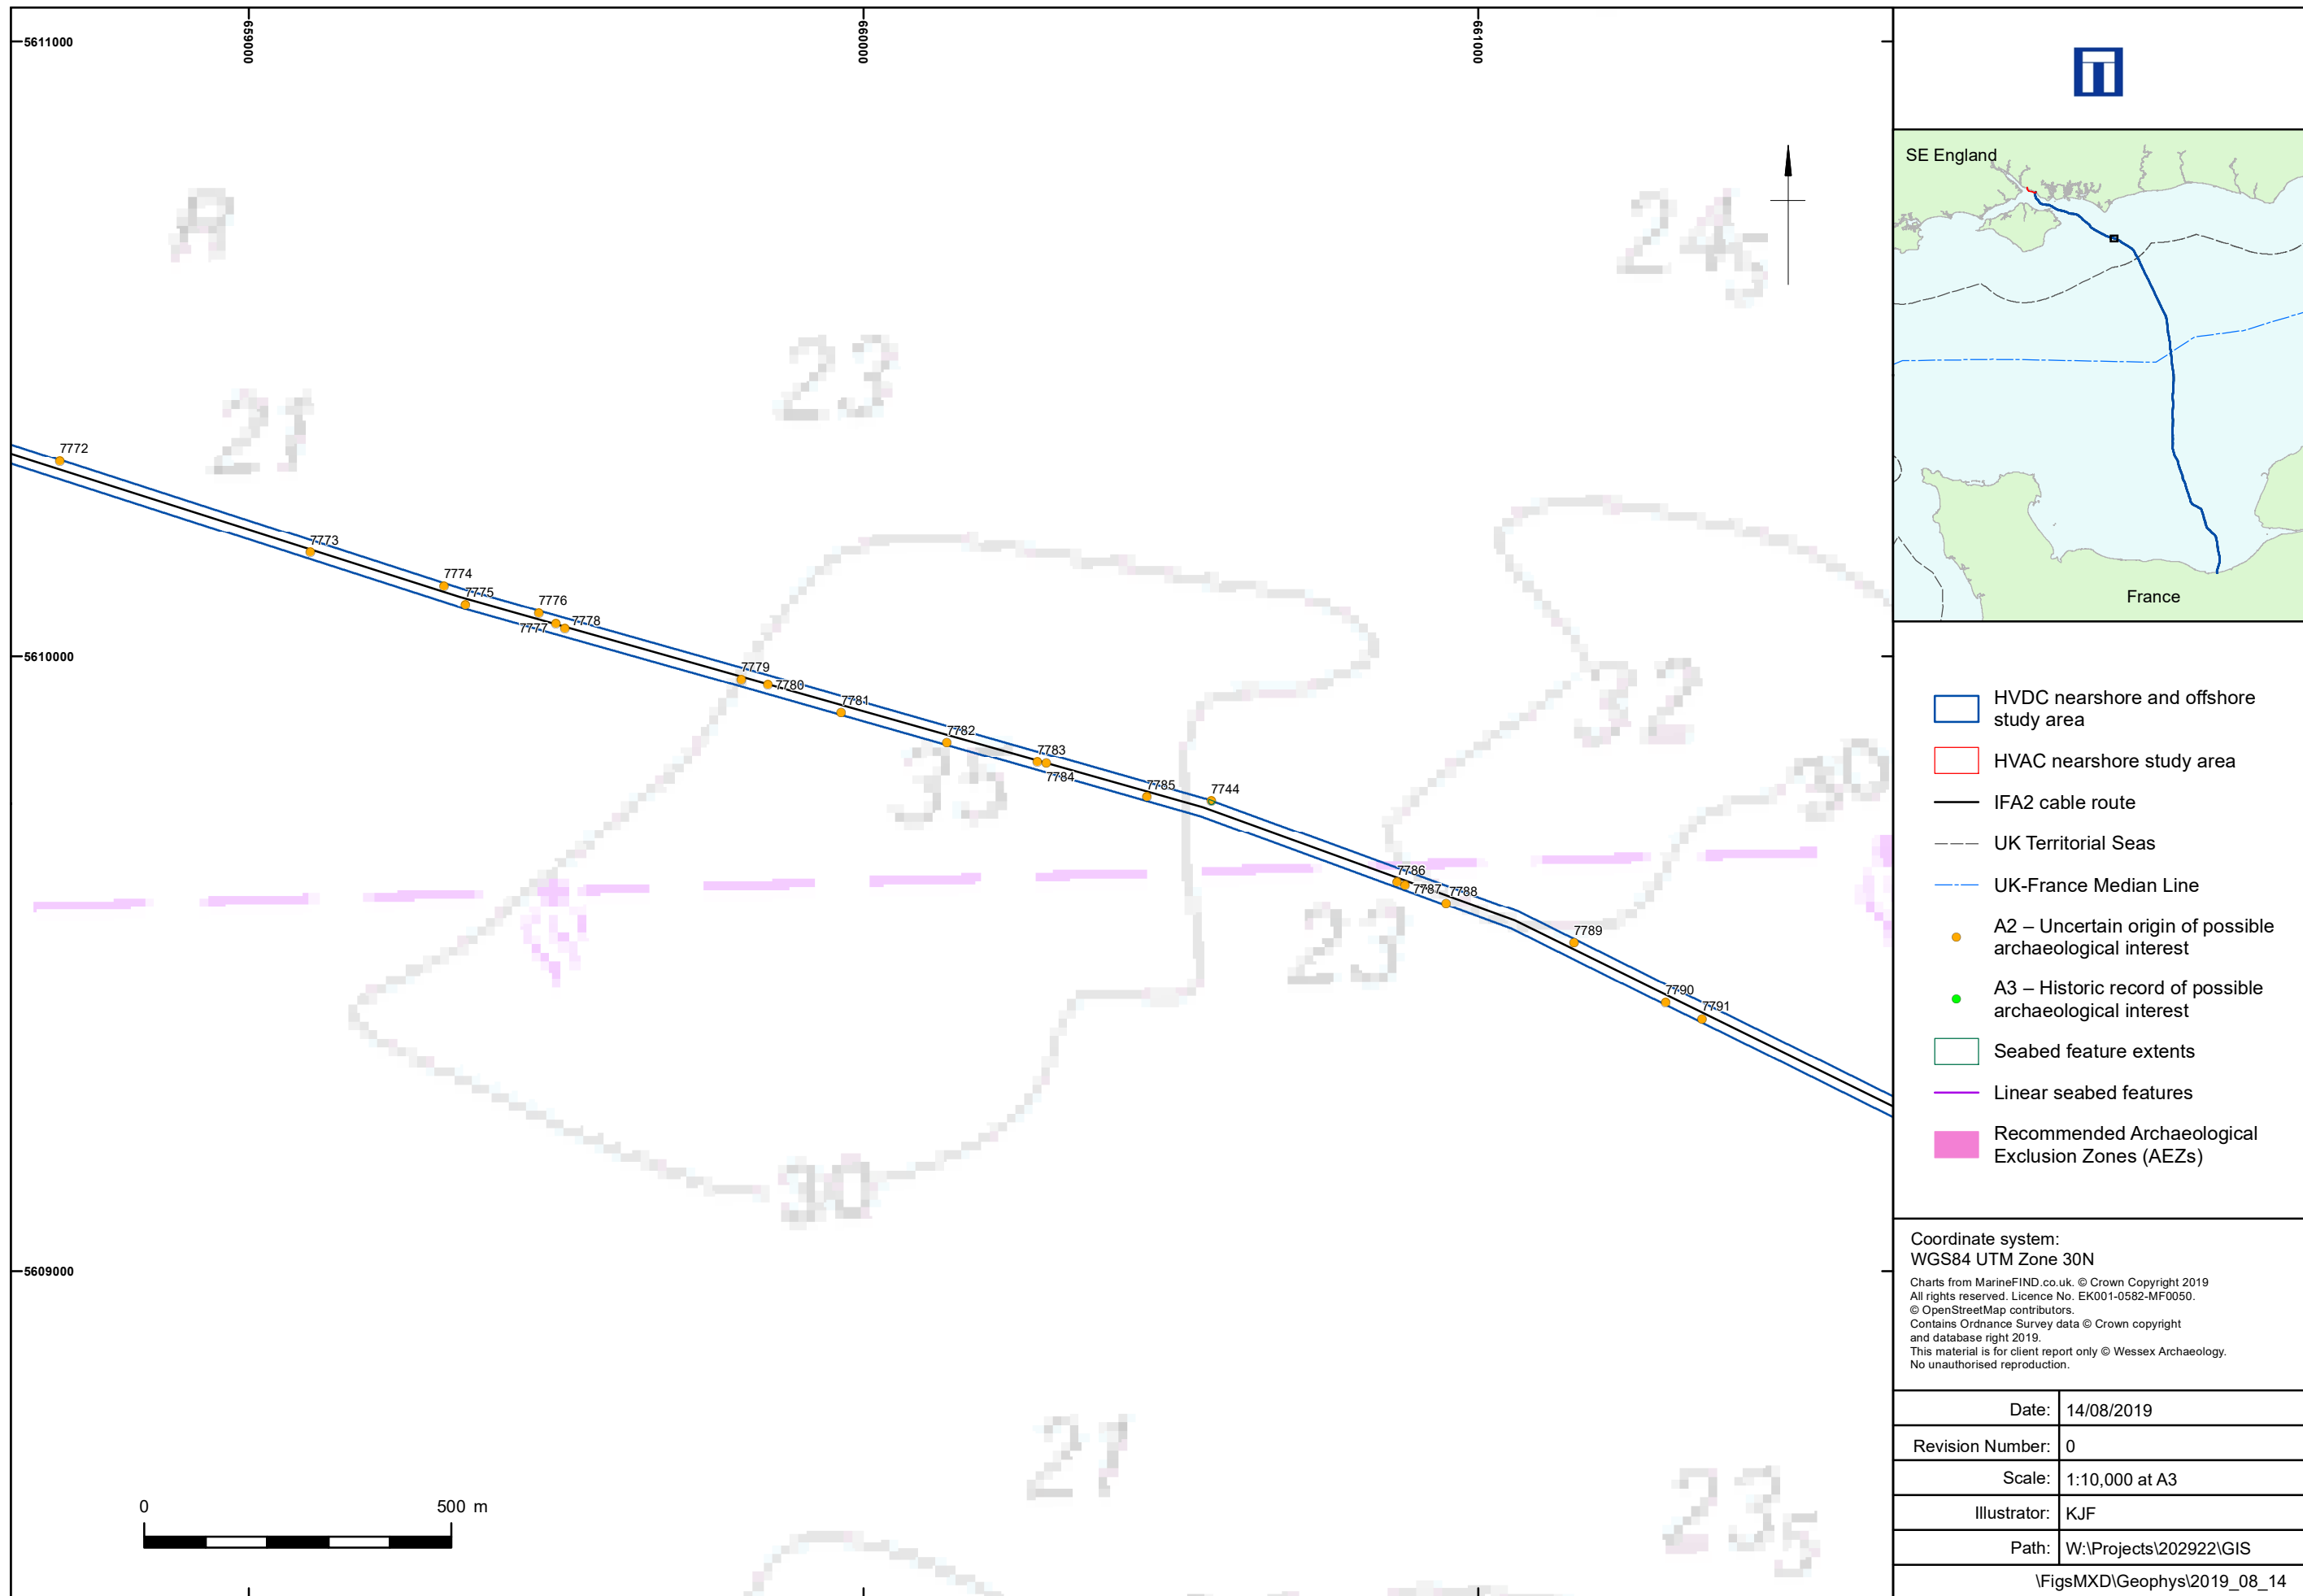 659000
660000
661000
5611000
5610000
5609000
A
24
5
23
21
7772
7773
7774
7775
7776
7777
7778
7779
7780
7781
7782
7783
7784
7785
7744
7786
7787
7788
7789
7790
7791
32
30
33
23
30
21
23
5
0 500 m
SE England
France
HVDC nearshore and offshore
study area
HVAC nearshore study area
IFA2 cable route
UK Territorial Seas
UK-France Median Line
A2 – Uncertain origin of possible
archaeological interest
A3 – Historic record of possible
archaeological interest
Seabed feature extents
Linear seabed features
Recommended Archaeological
Exclusion Zones (AEZs)
Coordinate system:
WGS84 UTM Zone 30N
Charts from MarineFIND.co.uk. © Crown Copyright 2019
All rights reserved. Licence No. EK001-0582-MF0050.
© OpenStreetMap contributors.
Contains Ordnance Survey data © Crown copyright
and database right 2019.
This material is for client report only © Wessex Archaeology.
No unauthorised reproduction.
Date: 14/08/2019
Revision Number: 0
Scale: 1:10,000 at A3
Illustrator: KJF
Path: W:\Projects\202922\GIS
\FigsMXD\Geophys\2019_08_14